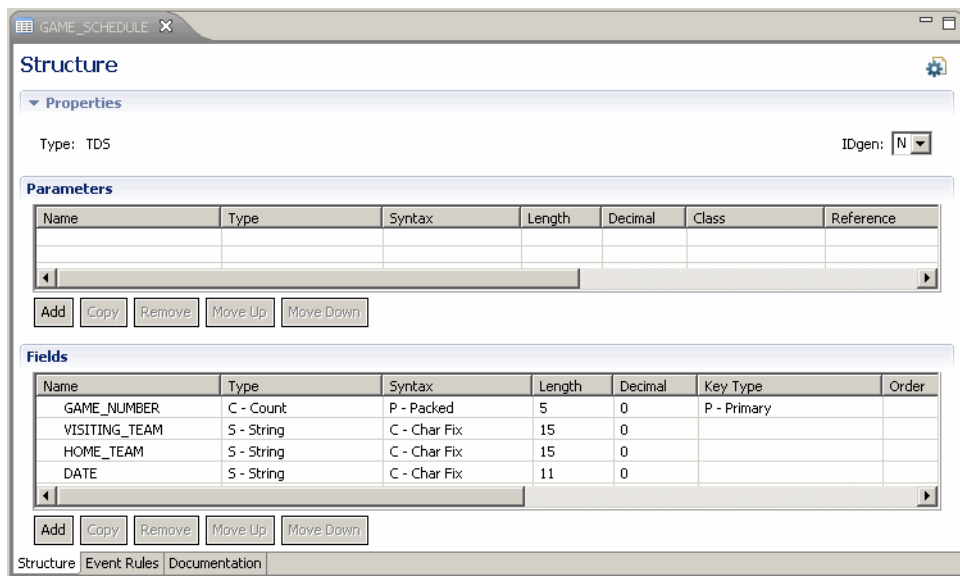 GAME_SCHEDULE
Structure
Properties
Type: TDS IDgen: N
Parameters
Name Type Syntax Length Decimal Class Reference
Add Copy Remove Move Up Move Down
Fields
Name Type Syntax Length Decimal Key Type Order
GAME_NUMBER C - Count P - Packed 5 0 P - Primary
VISITING_TEAM S - String C - Char Fix 15 0
HOME_TEAM S - String C - Char Fix 15 0
DATE S - String C - Char Fix 11 0
Add Copy Remove Move Up Move Down
Structure Event Rules Documentation